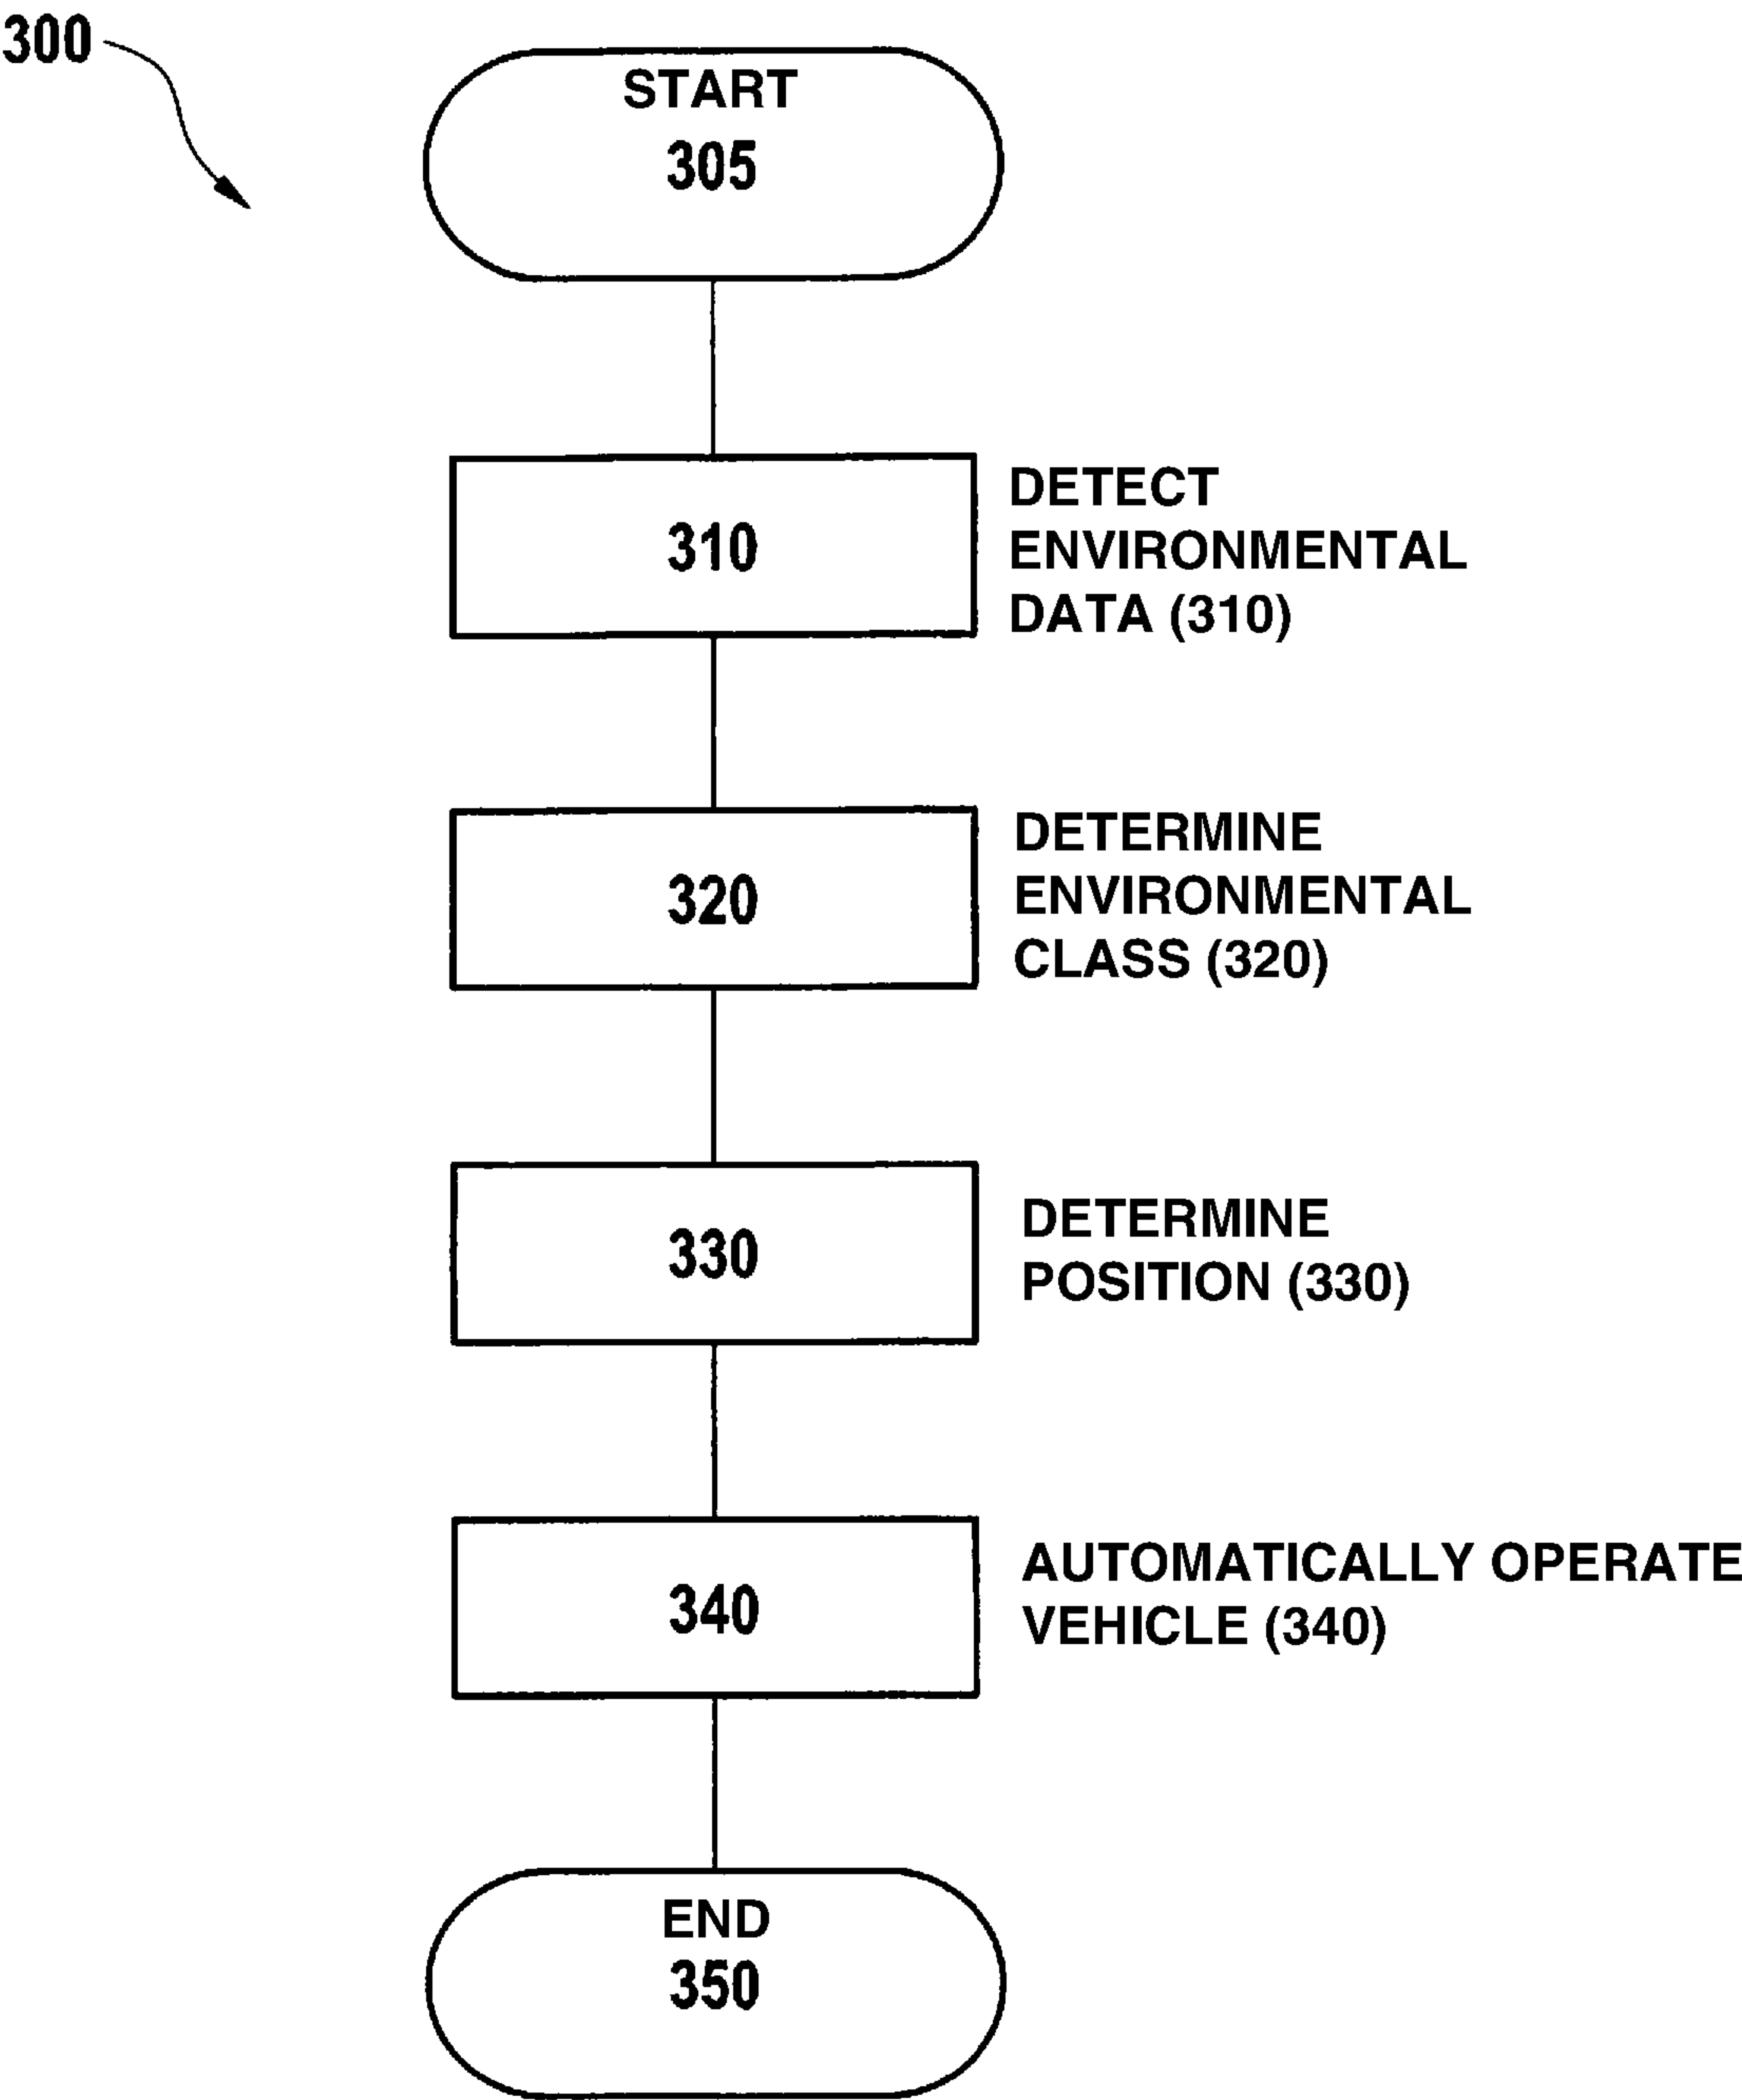 300
START
305
310
DETECT
ENVIRONMENTAL
DATA (310)
320
DETERMINE
ENVIRONMENTAL
CLASS (320)
330
DETERMINE
POSITION (330)
340
AUTOMATICALLY OPERATE
VEHICLE (340)
END
350